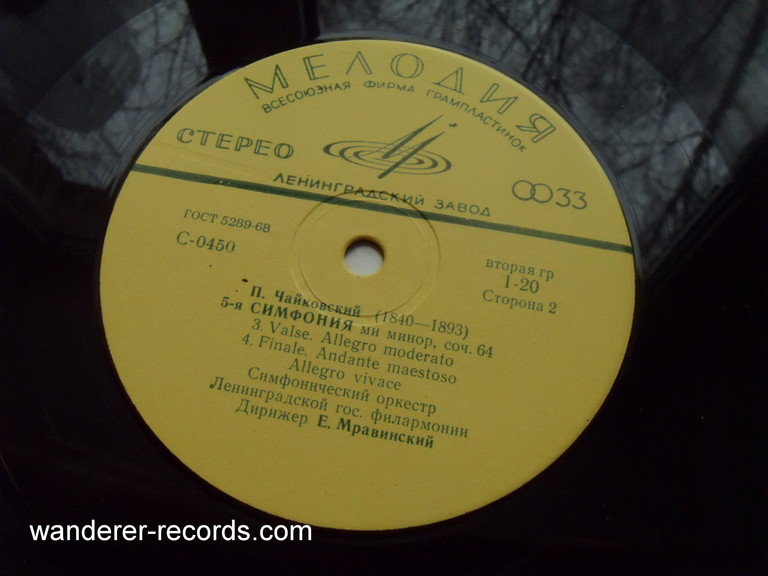 МЕЛОДИЯ
ВСЕСОЮЗНАЯ ФИРМА ГРАМПЛАСТИНОК
СТЕРЕО
ЛЕНИНГРАДСКИЙ ЗАВОД
33
ГОСТ 5289-68
С-0450
вторая гр
1-20
Сторона 2
П. Чайковский (1840—1893)
5-я СИМФОНИЯ ми минор, соч. 64
3. Valse. Allegro moderato
4. Finale. Andante maestoso
Allegro vivace
Симфонический оркестр
Ленинградской гос. филармонии
Дирижер Е. Мравинский
wanderer-records.com